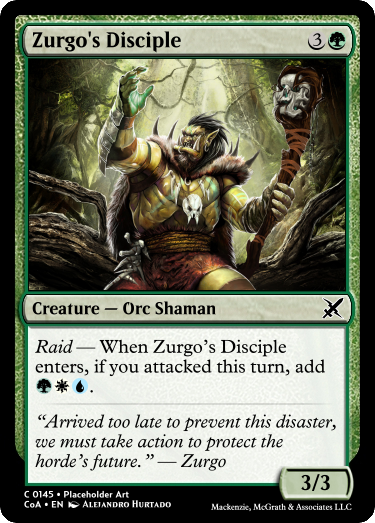 Zurgo's Disciple 3
Creature — Orc Shaman
Raid — When Zurgo's Disciple
enters, if you attacked this turn, add
.
“Arrived too late to prevent this disaster,
we must take action to protect the
horde's future.” — Zurgo
3/3
C 0145 • Placeholder Art
CoA • EN Alejandro Hurtado
Mackenzie, McGrath & Associates LLC